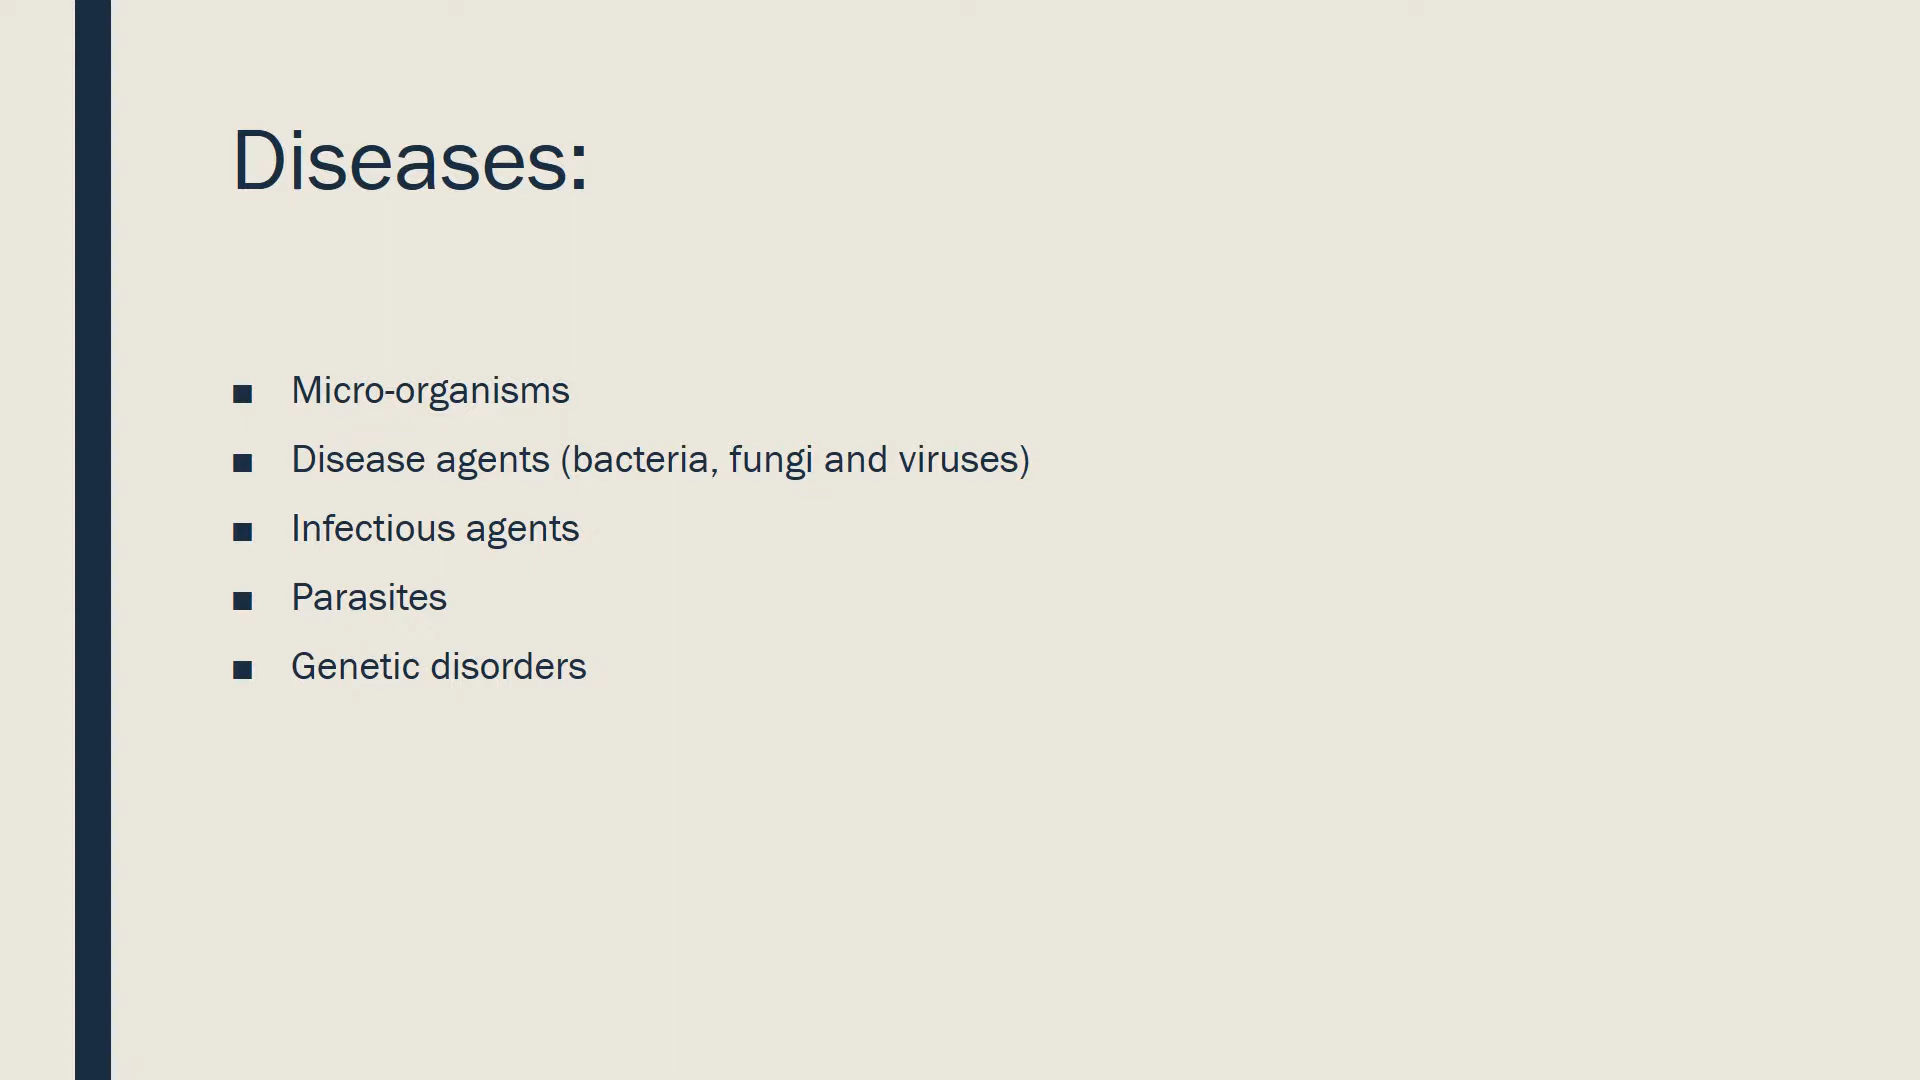 Diseases:
■ Micro-organisms
■ Disease agents (bacteria, fungi and viruses)
■ Infectious agents
■ Parasites
■ Genetic disorders